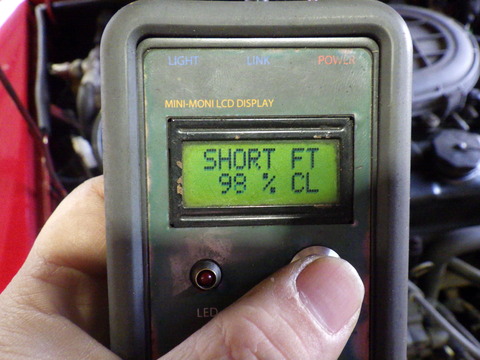 LIGHT LINK POWER
MINI-MONI LCD DISPLAY
SHORT FT
98 % CL
LED